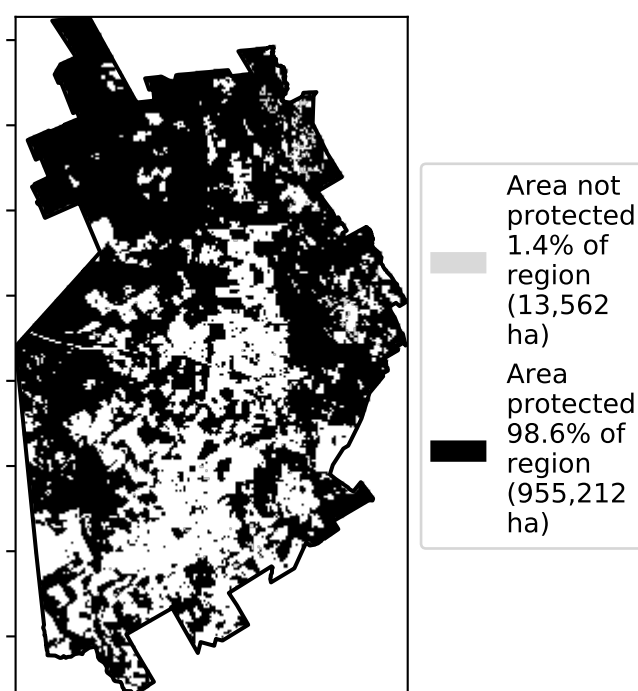 Area not
protected
1.4% of
region
(13,562
ha)
Area
protected
98.6% of
region
(955,212
ha)